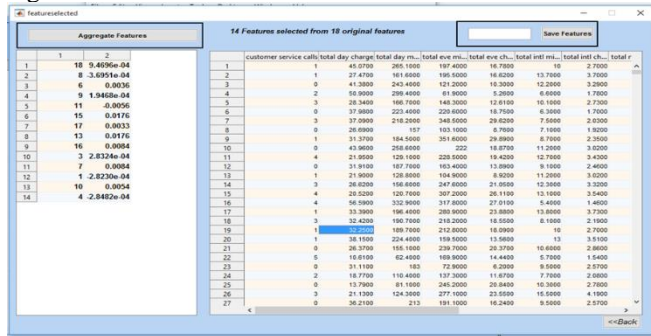 featureselected
Aggregate Features
14 Features selected from 18 original features
Save Features
1 2
1 18 9.4696e-04
2 8 -3.6951e-04
3 6 0.0036
4 9 1.9468e-04
5 11 -0.0056
6 15 0.0176
7 17 0.0033
8 13 0.0176
9 16 0.0084
10 3 2.8324e-04
11 7 0.0084
12 1 -2.8230e-04
13 10 0.0054
14 4 -2.8482e-04
customer service calls total day charge total day m... total eve mi... total eve ch... total intl mi... total intl ch... total r
1 1 45.0700 265.1000 197.4000 16.7800 10 2.7000
2 1 27.4700 161.6000 195.5000 16.6200 13.7000 3.7000
3 0 41.3800 243.4000 121.2000 10.3000 12.2000 3.2900
4 2 50.9000 299.4000 61.9000 5.2600 6.6000 1.7800
5 3 28.3400 166.7000 148.3000 12.6100 10.1000 2.7300
6 0 37.9800 223.4000 220.6000 18.7500 6.3000 1.7000
7 3 37.0900 218.2000 348.5000 29.6200 7.5000 2.0300
8 0 26.6900 157 103.1000 8.7600 7.1000 1.9200
9 1 31.3700 184.5000 351.6000 29.8900 8.7000 2.3500
10 0 43.9600 258.6000 222 18.8700 11.2000 3.0200
11 4 21.9500 129.1000 228.5000 19.4200 12.7000 3.4300
12 0 31.9100 187.7000 163.4000 13.8900 9.1000 2.4600
13 1 21.9000 128.8000 104.9000 8.9200 11.2000 3.0200
14 3 26.6200 156.6000 247.6000 21.0500 12.3000 3.3200
15 4 20.5200 120.7000 307.2000 26.1100 13.1000 3.5400
16 4 56.5900 332.9000 317.8000 27.0100 5.4000 1.4600
17 1 33.3900 196.4000 280.9000 23.8800 13.8000 3.7300
18 3 32.4200 190.7000 218.2000 18.5500 8.1000 2.1900
19 1 32.2500 189.7000 212.8000 18.0900 10 2.7000
20 1 38.1500 224.4000 159.5000 13.5600 13 3.5100
21 0 26.3700 155.1000 239.7000 20.3700 10.6000 2.8600
22 5 10.6100 62.4000 169.9000 14.4400 5.7000 1.5400
23 0 31.1100 183 72.9000 6.2000 9.5000 2.5700
24 2 18.7700 110.4000 137.3000 11.6700 7.7000 2.0800
25 0 13.7900 81.1000 245.2000 20.8400 10.3000 2.7800
26 3 21.1300 124.3000 277.1000 23.5500 15.5000 4.1900
27 0 36.2100 213 191.1000 16.2400 9.5000 2.5700
<<Back